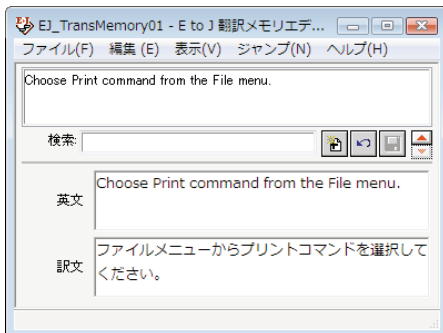 EJ_TransMemory01 - E to J 翻訳メモリエデ...
ファイル(F) 編集 (E) 表示(V) ジャンプ(N) ヘルプ(H)
Choose Print command from the File menu.
検索:
英文
Choose Print command from the File menu.
訳文
ファイルメニューからプリントコマンドを選択して
ください。